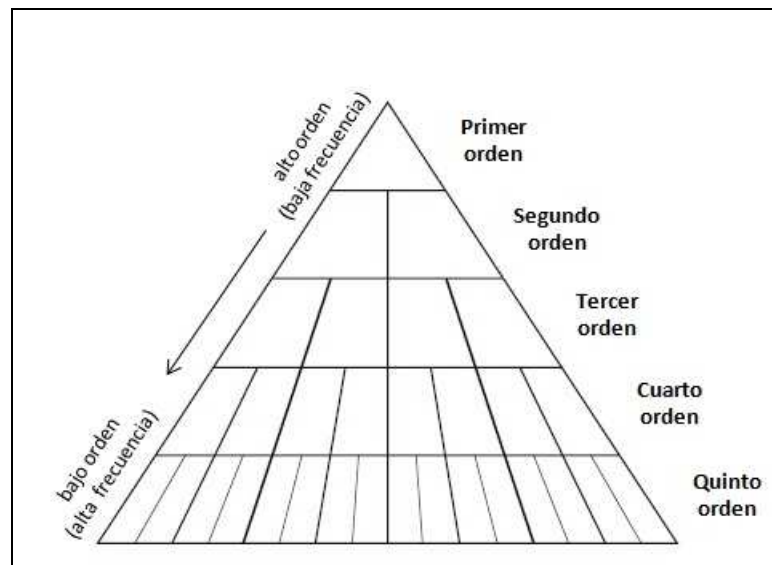 alto orden
(baja frecuencia)
Primer
orden
Segundo
orden
Tercer
orden
Cuarto
orden
bajo orden
(alta frecuencia)
Quinto
orden